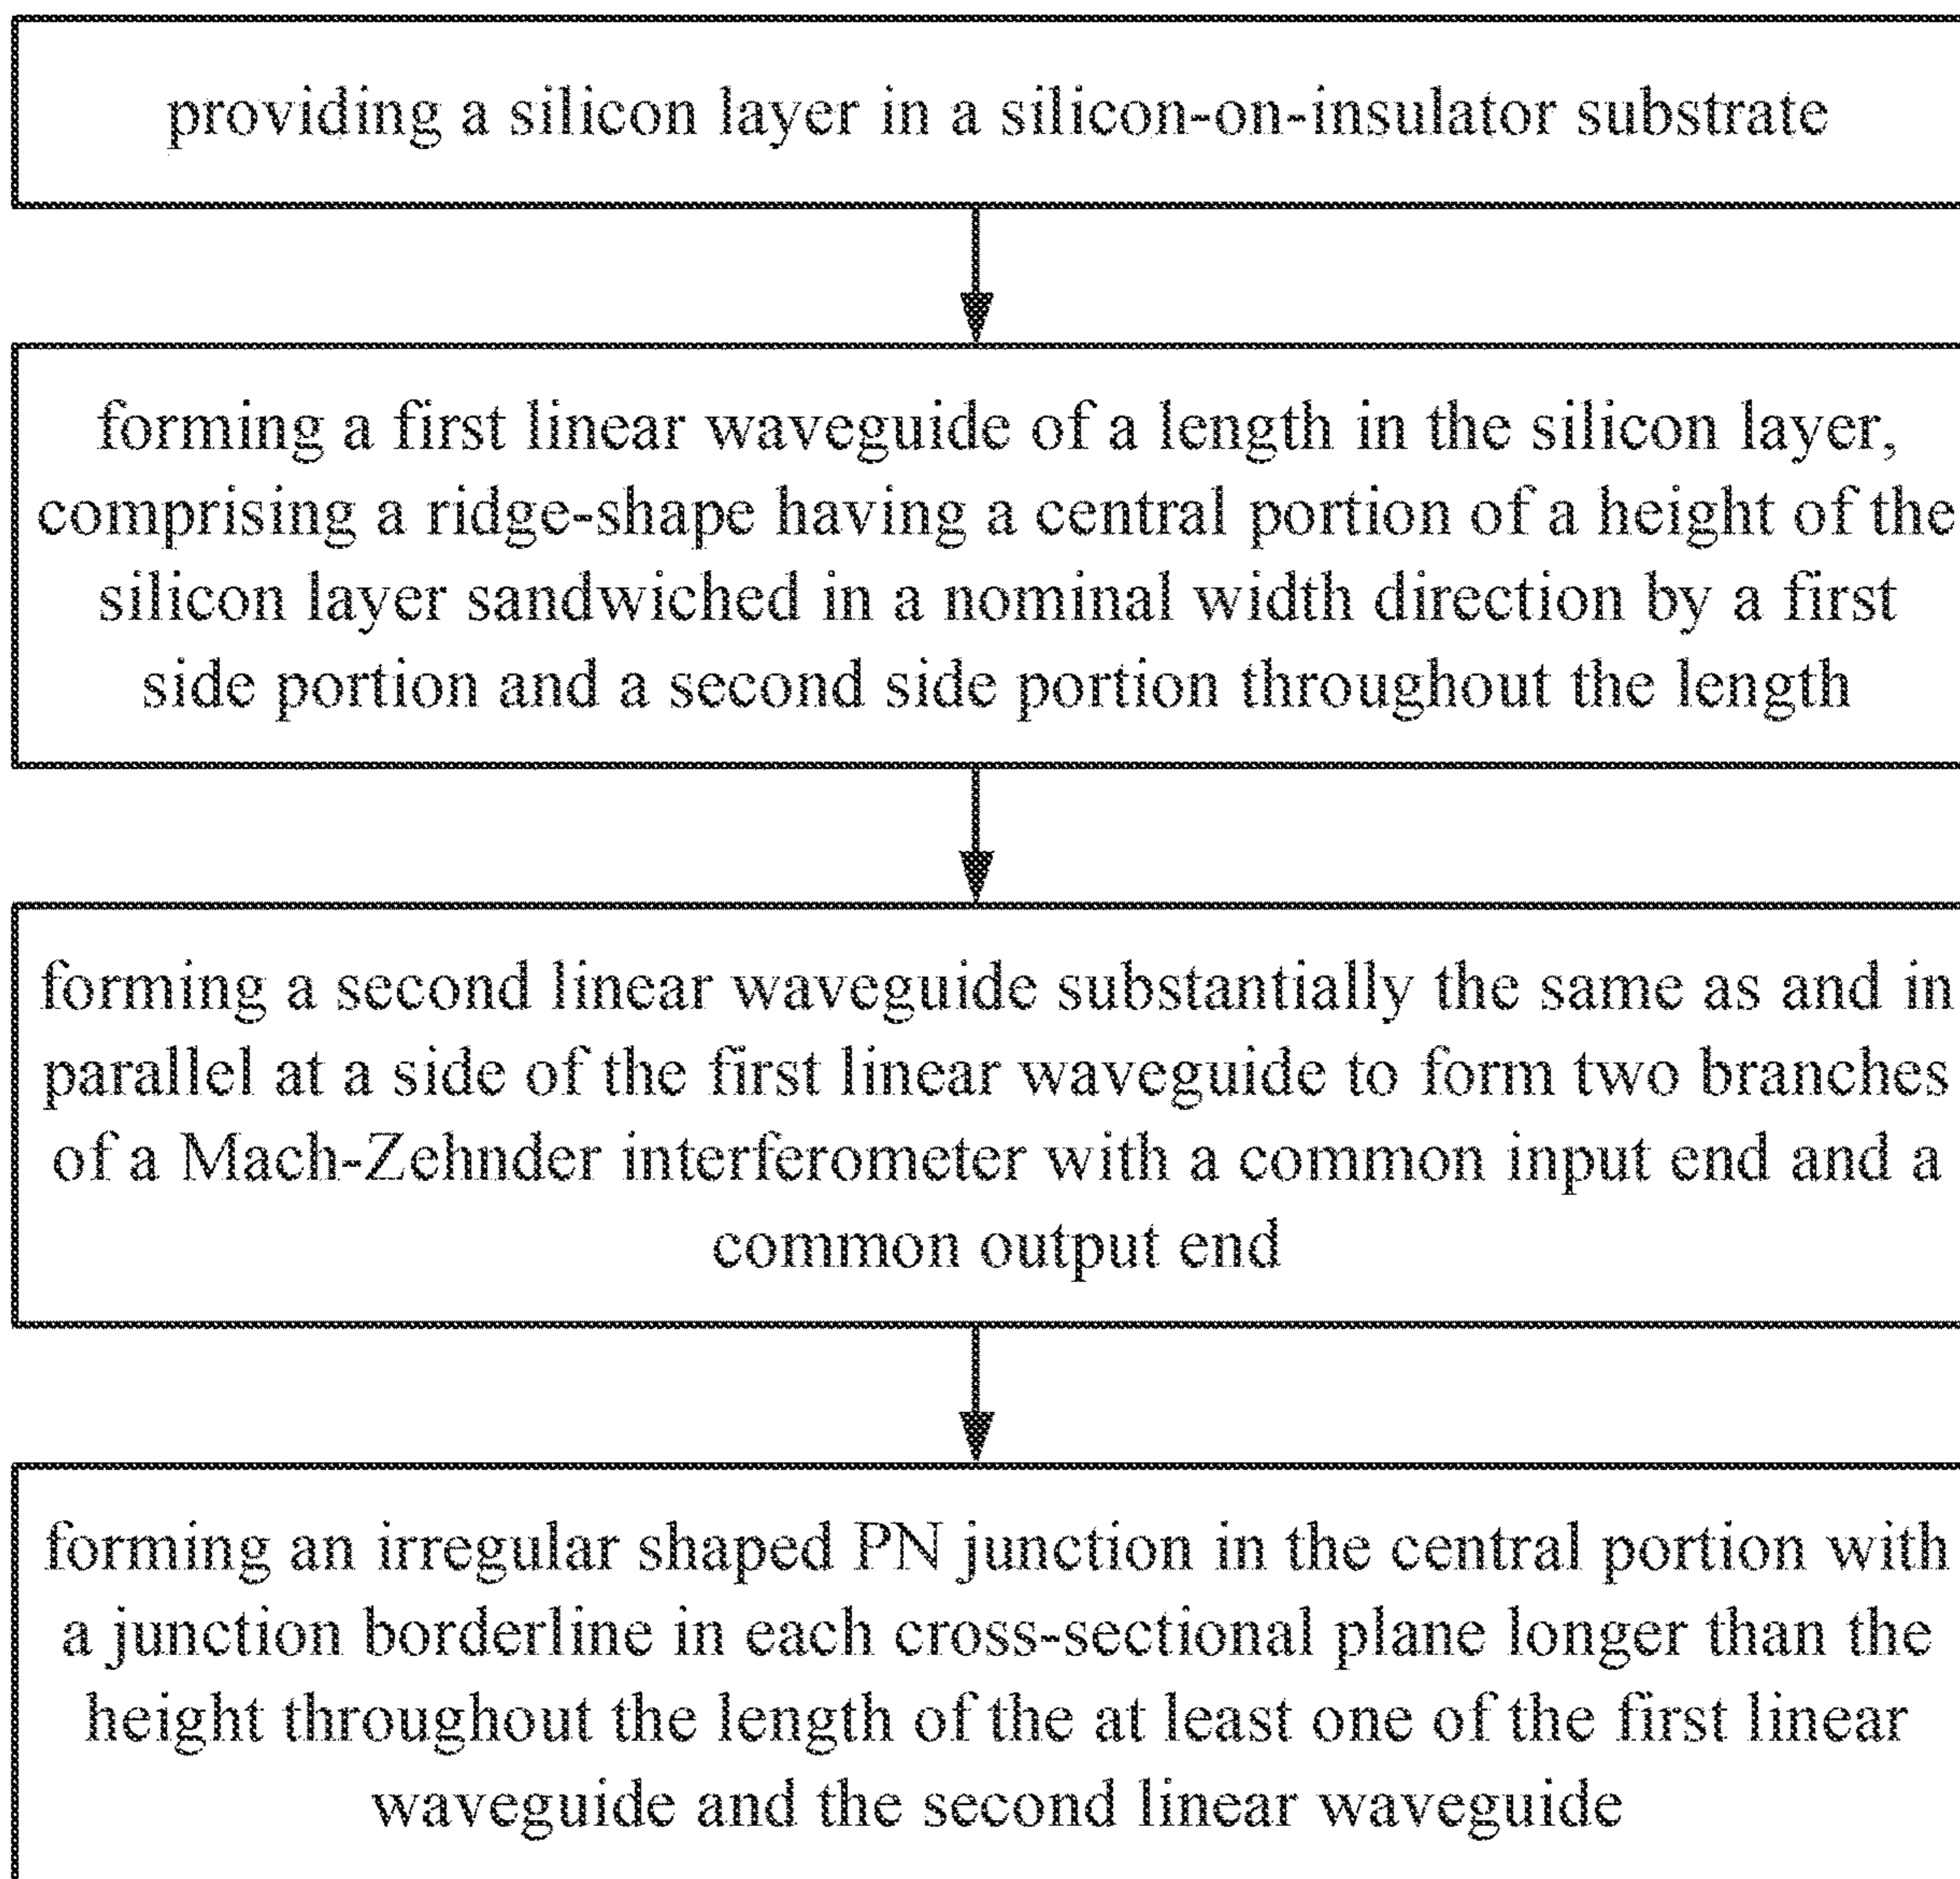 providing a silicon layer in a silicon-on-insulator substrate
forming a first linear waveguide of a length in the silicon layer,
comprising a ridge-shape having a central portion of a height of the
silicon layer sandwiched in a nominal width direction by a first
side portion and a second side portion throughout the length
forming a second linear waveguide substantially the same as and in
parallel at a side of the first linear waveguide to form two branches
of a Mach-Zehnder interferometer with a common input end and a
common output end
forming an irregular shaped PN junction in the central portion with
a junction borderline in each cross-sectional plane longer than the
height throughout the length of the at least one of the first linear
waveguide and the second linear waveguide